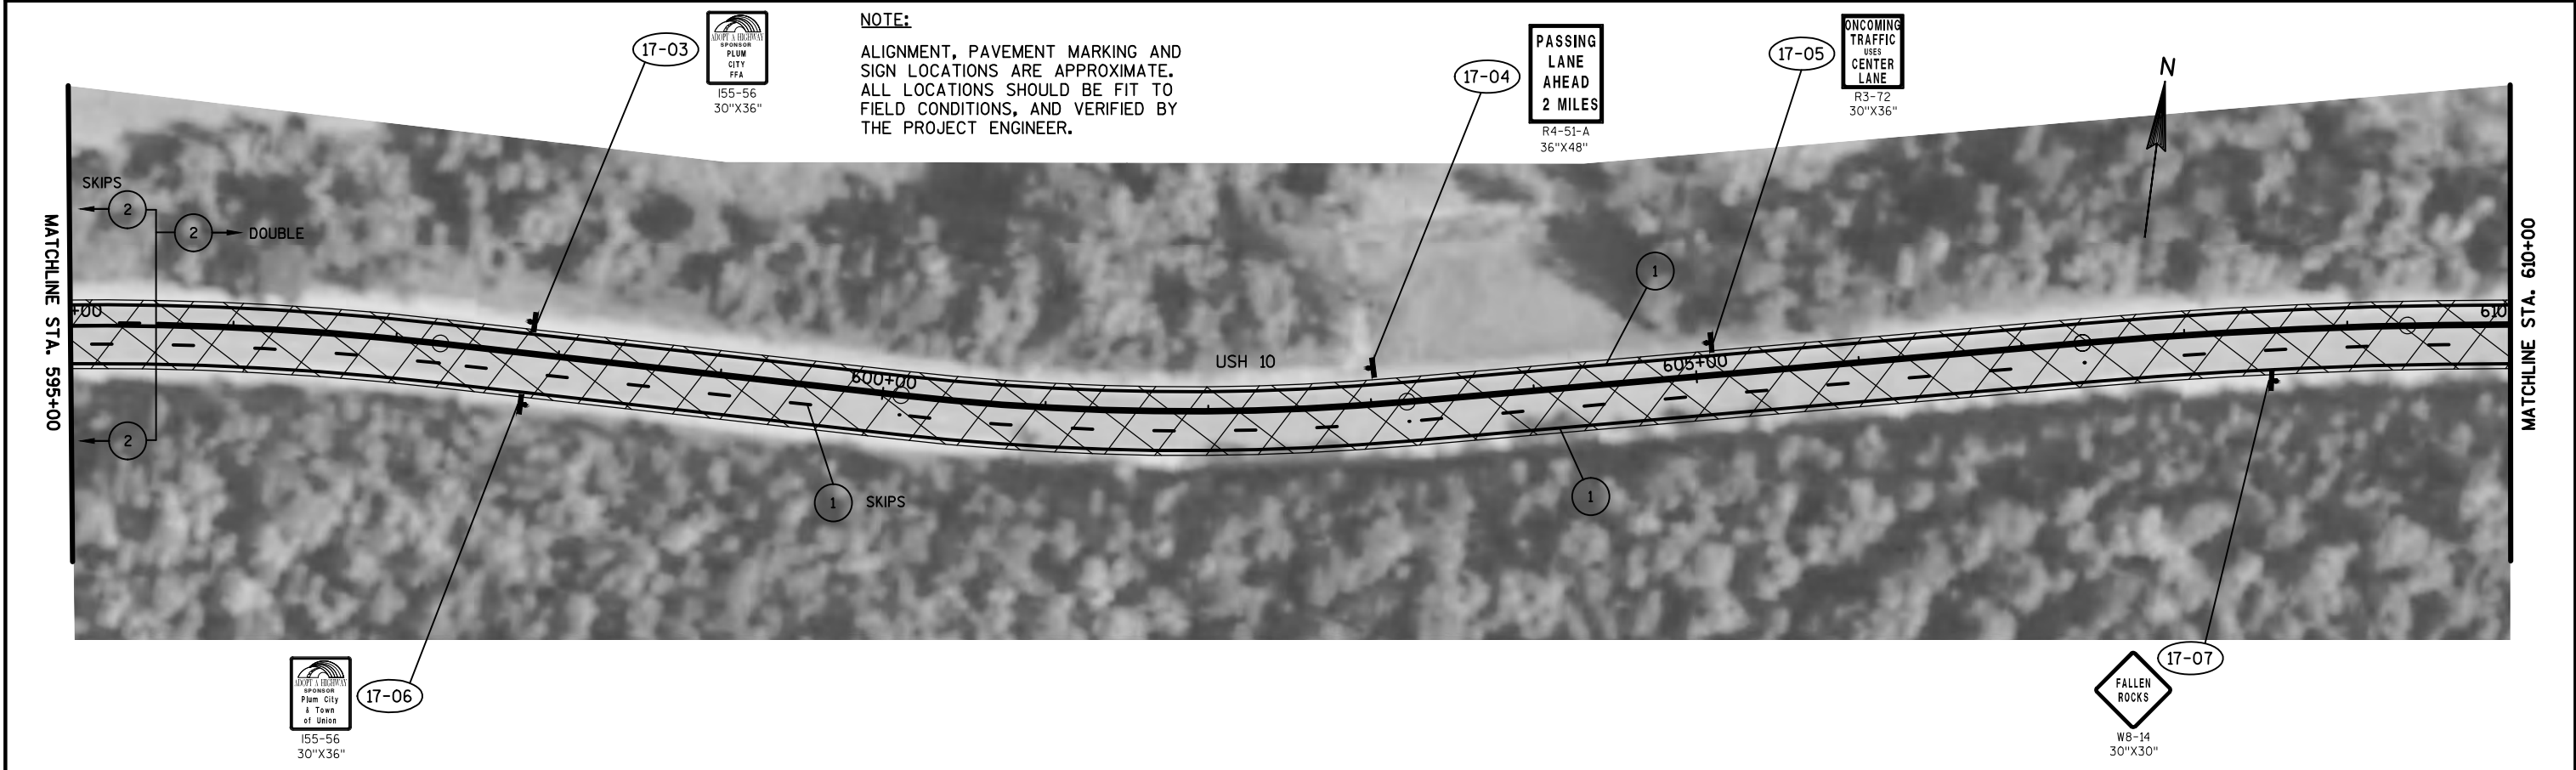 17-03
ADOPT A HIGHWAY
SPONSOR
PLUM
CITY
FFA
I55-56
30"X36"
NOTE:
ALIGNMENT, PAVEMENT MARKING AND
SIGN LOCATIONS ARE APPROXIMATE.
ALL LOCATIONS SHOULD BE FIT TO
FIELD CONDITIONS, AND VERIFIED BY
THE PROJECT ENGINEER.
17-04
PASSING
LANE
AHEAD
2 MILES
R4-51-A
36"X48"
17-05
ONCOMING
TRAFFIC
USES
CENTER
LANE
R3-72
30"X36"
N
SKIPS
2
2
DOUBLE
MATCHLINE STA. 595+00
2
+00
600+00
USH 10
605+00
610
1
1
SKIPS
1
MATCHLINE STA. 610+00
ADOPT A HIGHWAY
SPONSOR
Plum City
& Town
of Union
I55-56
30"X36"
17-06
17-07
FALLEN
ROCKS
W8-14
30"X30"